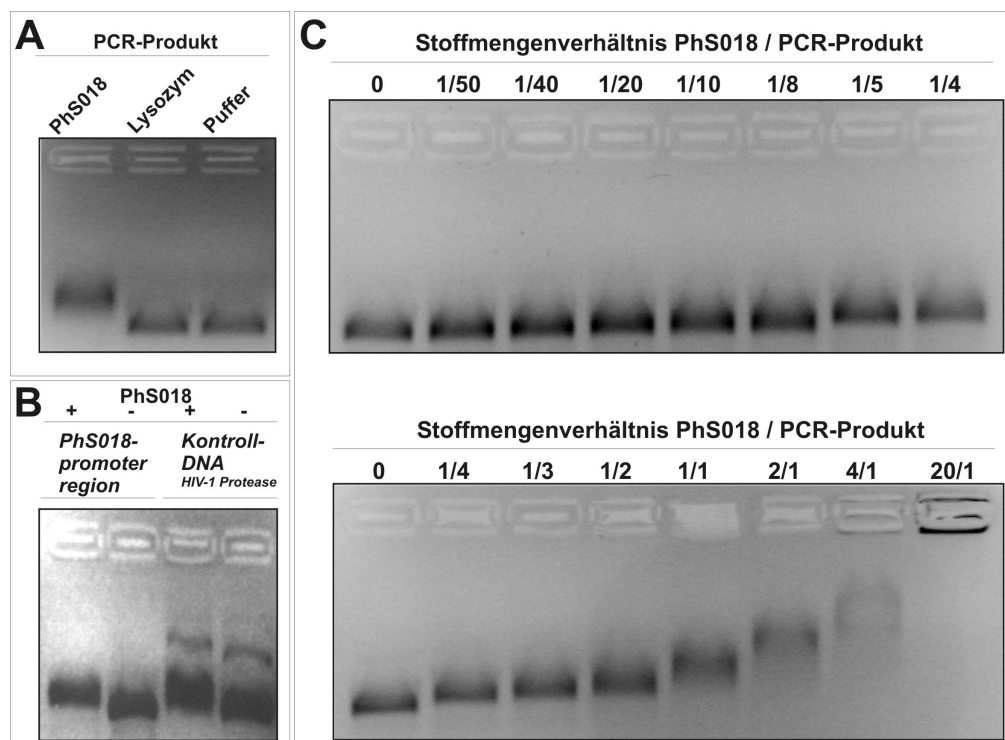 A
PCR-Produkt
PhS018 Lysozym Puffer
B
PhS018
+ - + -
PhS018-
promoter
region
Kontroll-
DNA
HIV-1 Protease
C
Stoffmengenverhältnis PhS018 / PCR-Produkt
0 1/50 1/40 1/20 1/10 1/8 1/5 1/4
Stoffmengenverhältnis PhS018 / PCR-Produkt
0 1/4 1/3 1/2 1/1 2/1 4/1 20/1